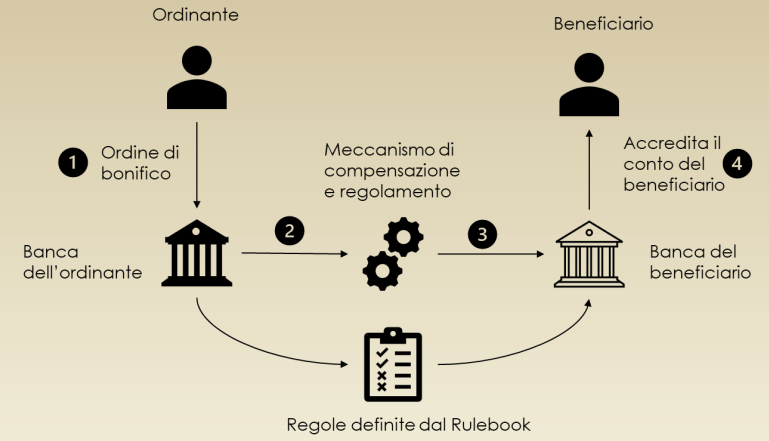 Ordinante
Beneficiario
1
Ordine di
bonifico
Meccanismo di
compensazione
e regolamento
Accredita il
conto del
beneficiario
4
2
3
Banca
dell'ordinante
Banca del
beneficiario
Regole definite dal Rulebook